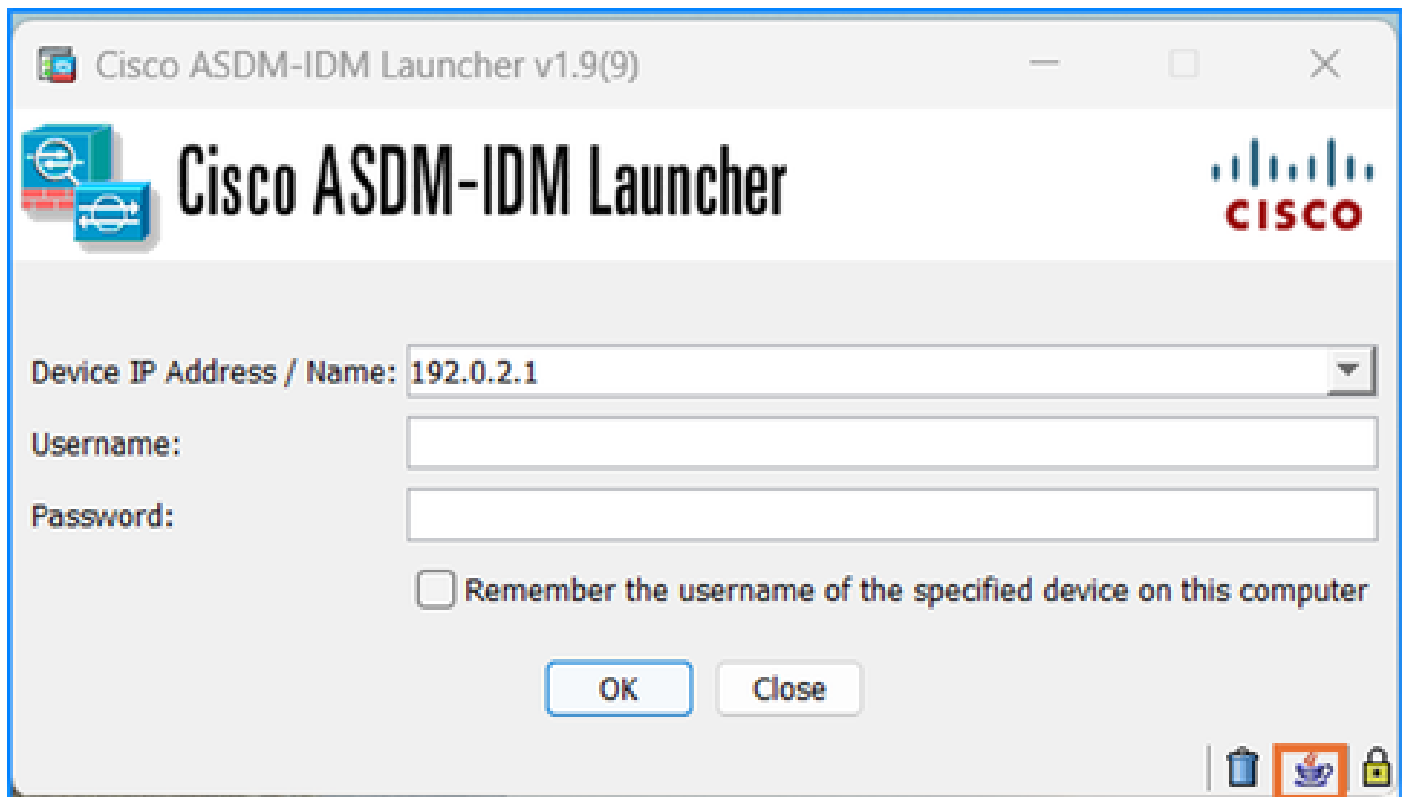 Cisco ASDM-IDM Launcher v1.9(9)
Cisco ASDM-IDM Launcher
CISCO
Device IP Address / Name: 192.0.2.1
Username:
Password:
Remember the username of the specified device on this computer
OK Close